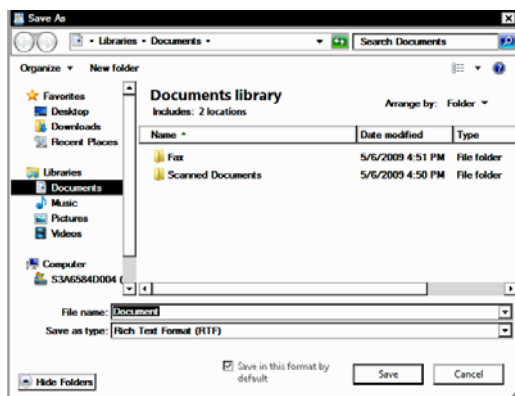 Save As
Libraries • Documents •
Search Documents
Organize
New folder
Favorites
Desktop
Downloads
Recent Places
Libraries
Documents
Music
Pictures
Videos
Computer
S3A6584D004 (
Documents library
Includes: 2 locations
Arrange by: Folder
Name
Date modified
Type
Fax
5/6/2009 4:51 PM
File folder
Scanned Documents
5/6/2009 4:50 PM
File folder
File name: Document
Save as type: Rich Text Format (RTF)
Hide Folders
Save in this format by
default
Save
Cancel